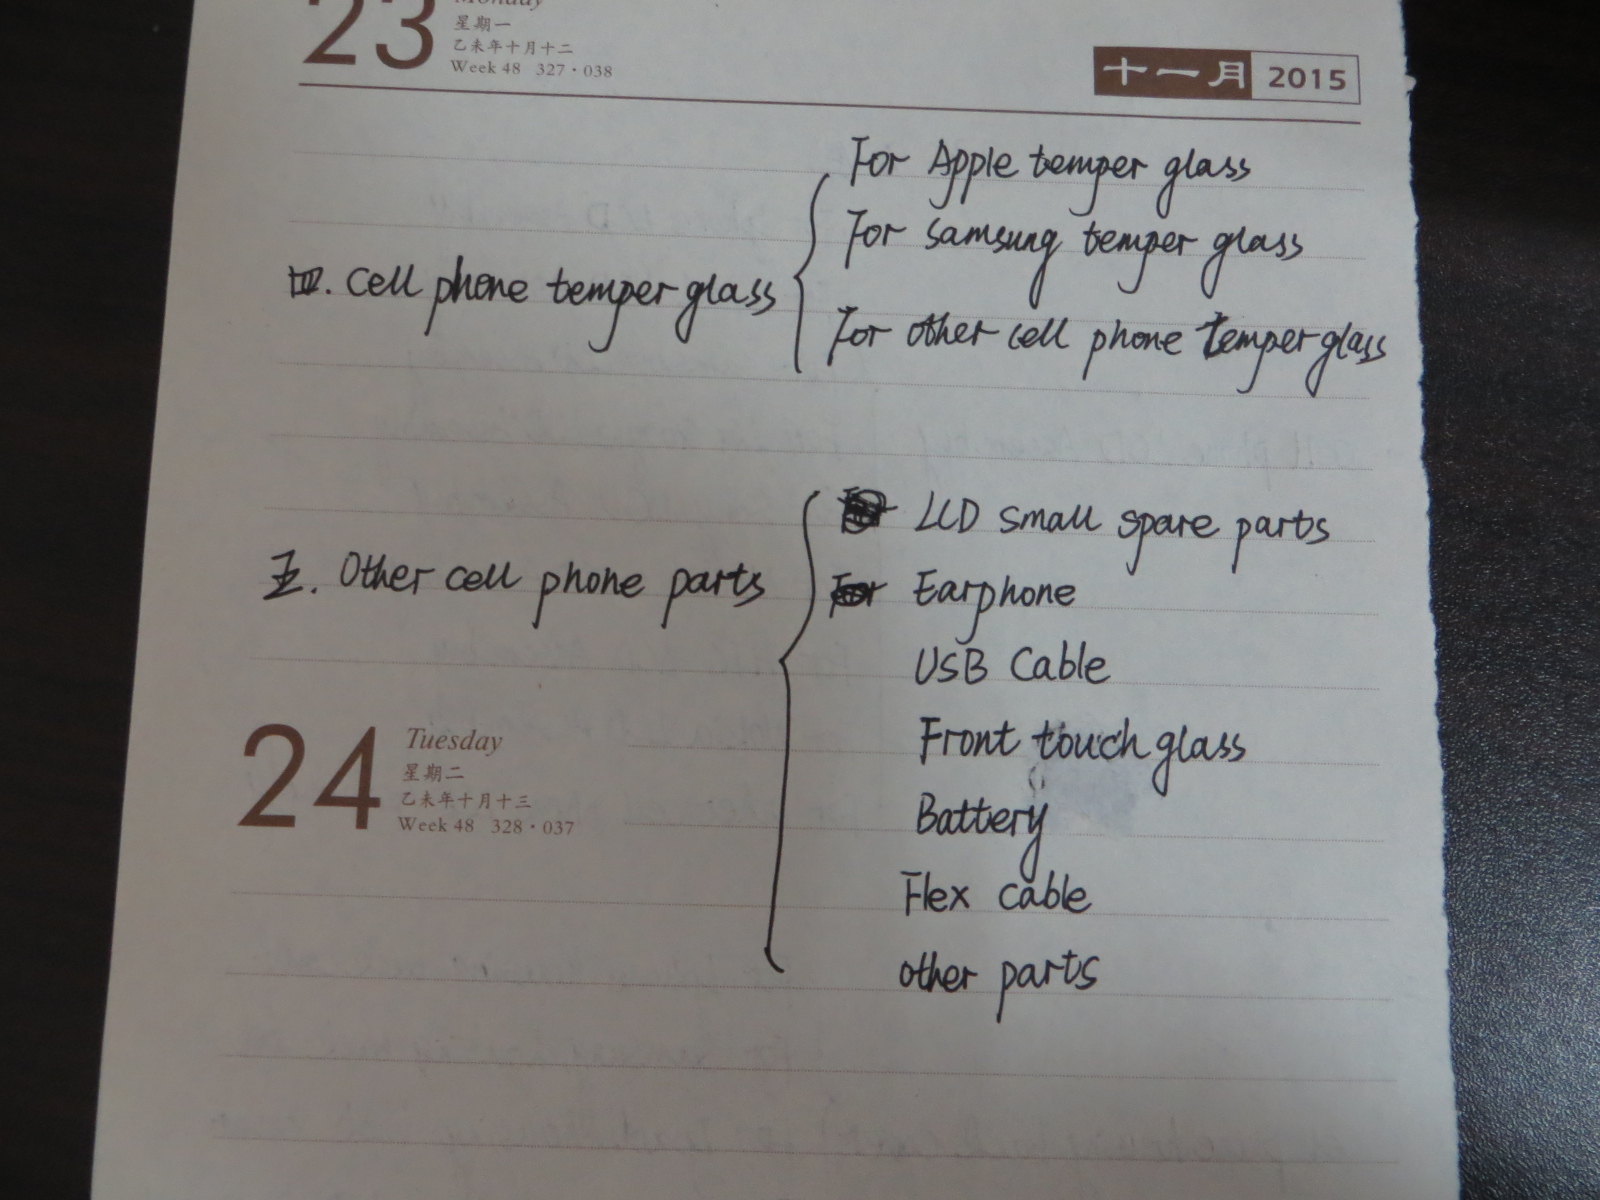 23 Monday
星期一
乙未年十月十二
Week 48 327·038
十一月 2015
For Apple temper glass
For Samsung temper glass
四. Cell phone temper glass
For other cell phone temper glass
LCD small spare parts
五. Other cell phone parts
Earphone
USB Cable
24 Tuesday
星期二
乙未年十月十三
Week 48 328·037
Front touch glass
Battery
Flex cable
other parts